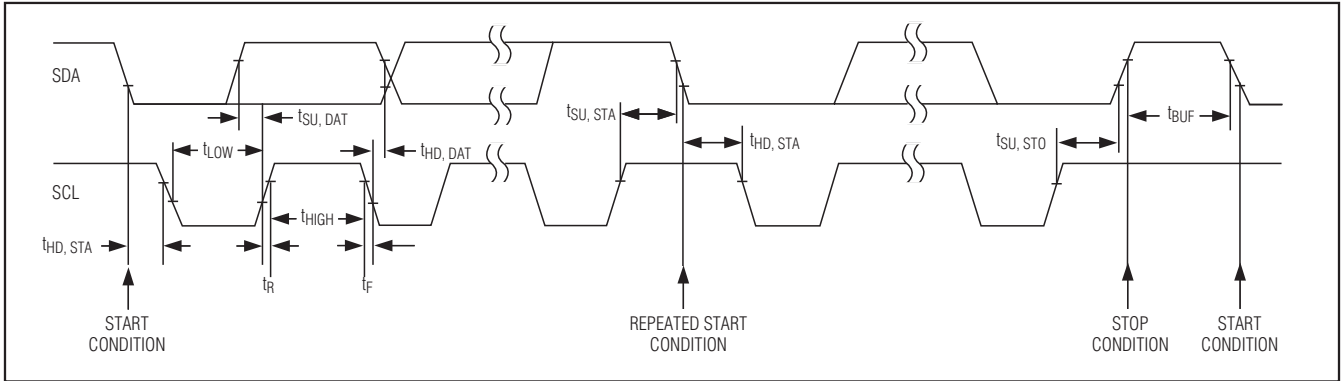 SDA
tSU, DAT
tLOW
tHD, DAT
tSU, STA
tHD, STA
tSU, STO
tBUF
SCL
tHIGH
tHD, STA
tR
tF
START
CONDITION
REPEATED START
CONDITION
STOP
CONDITION
START
CONDITION